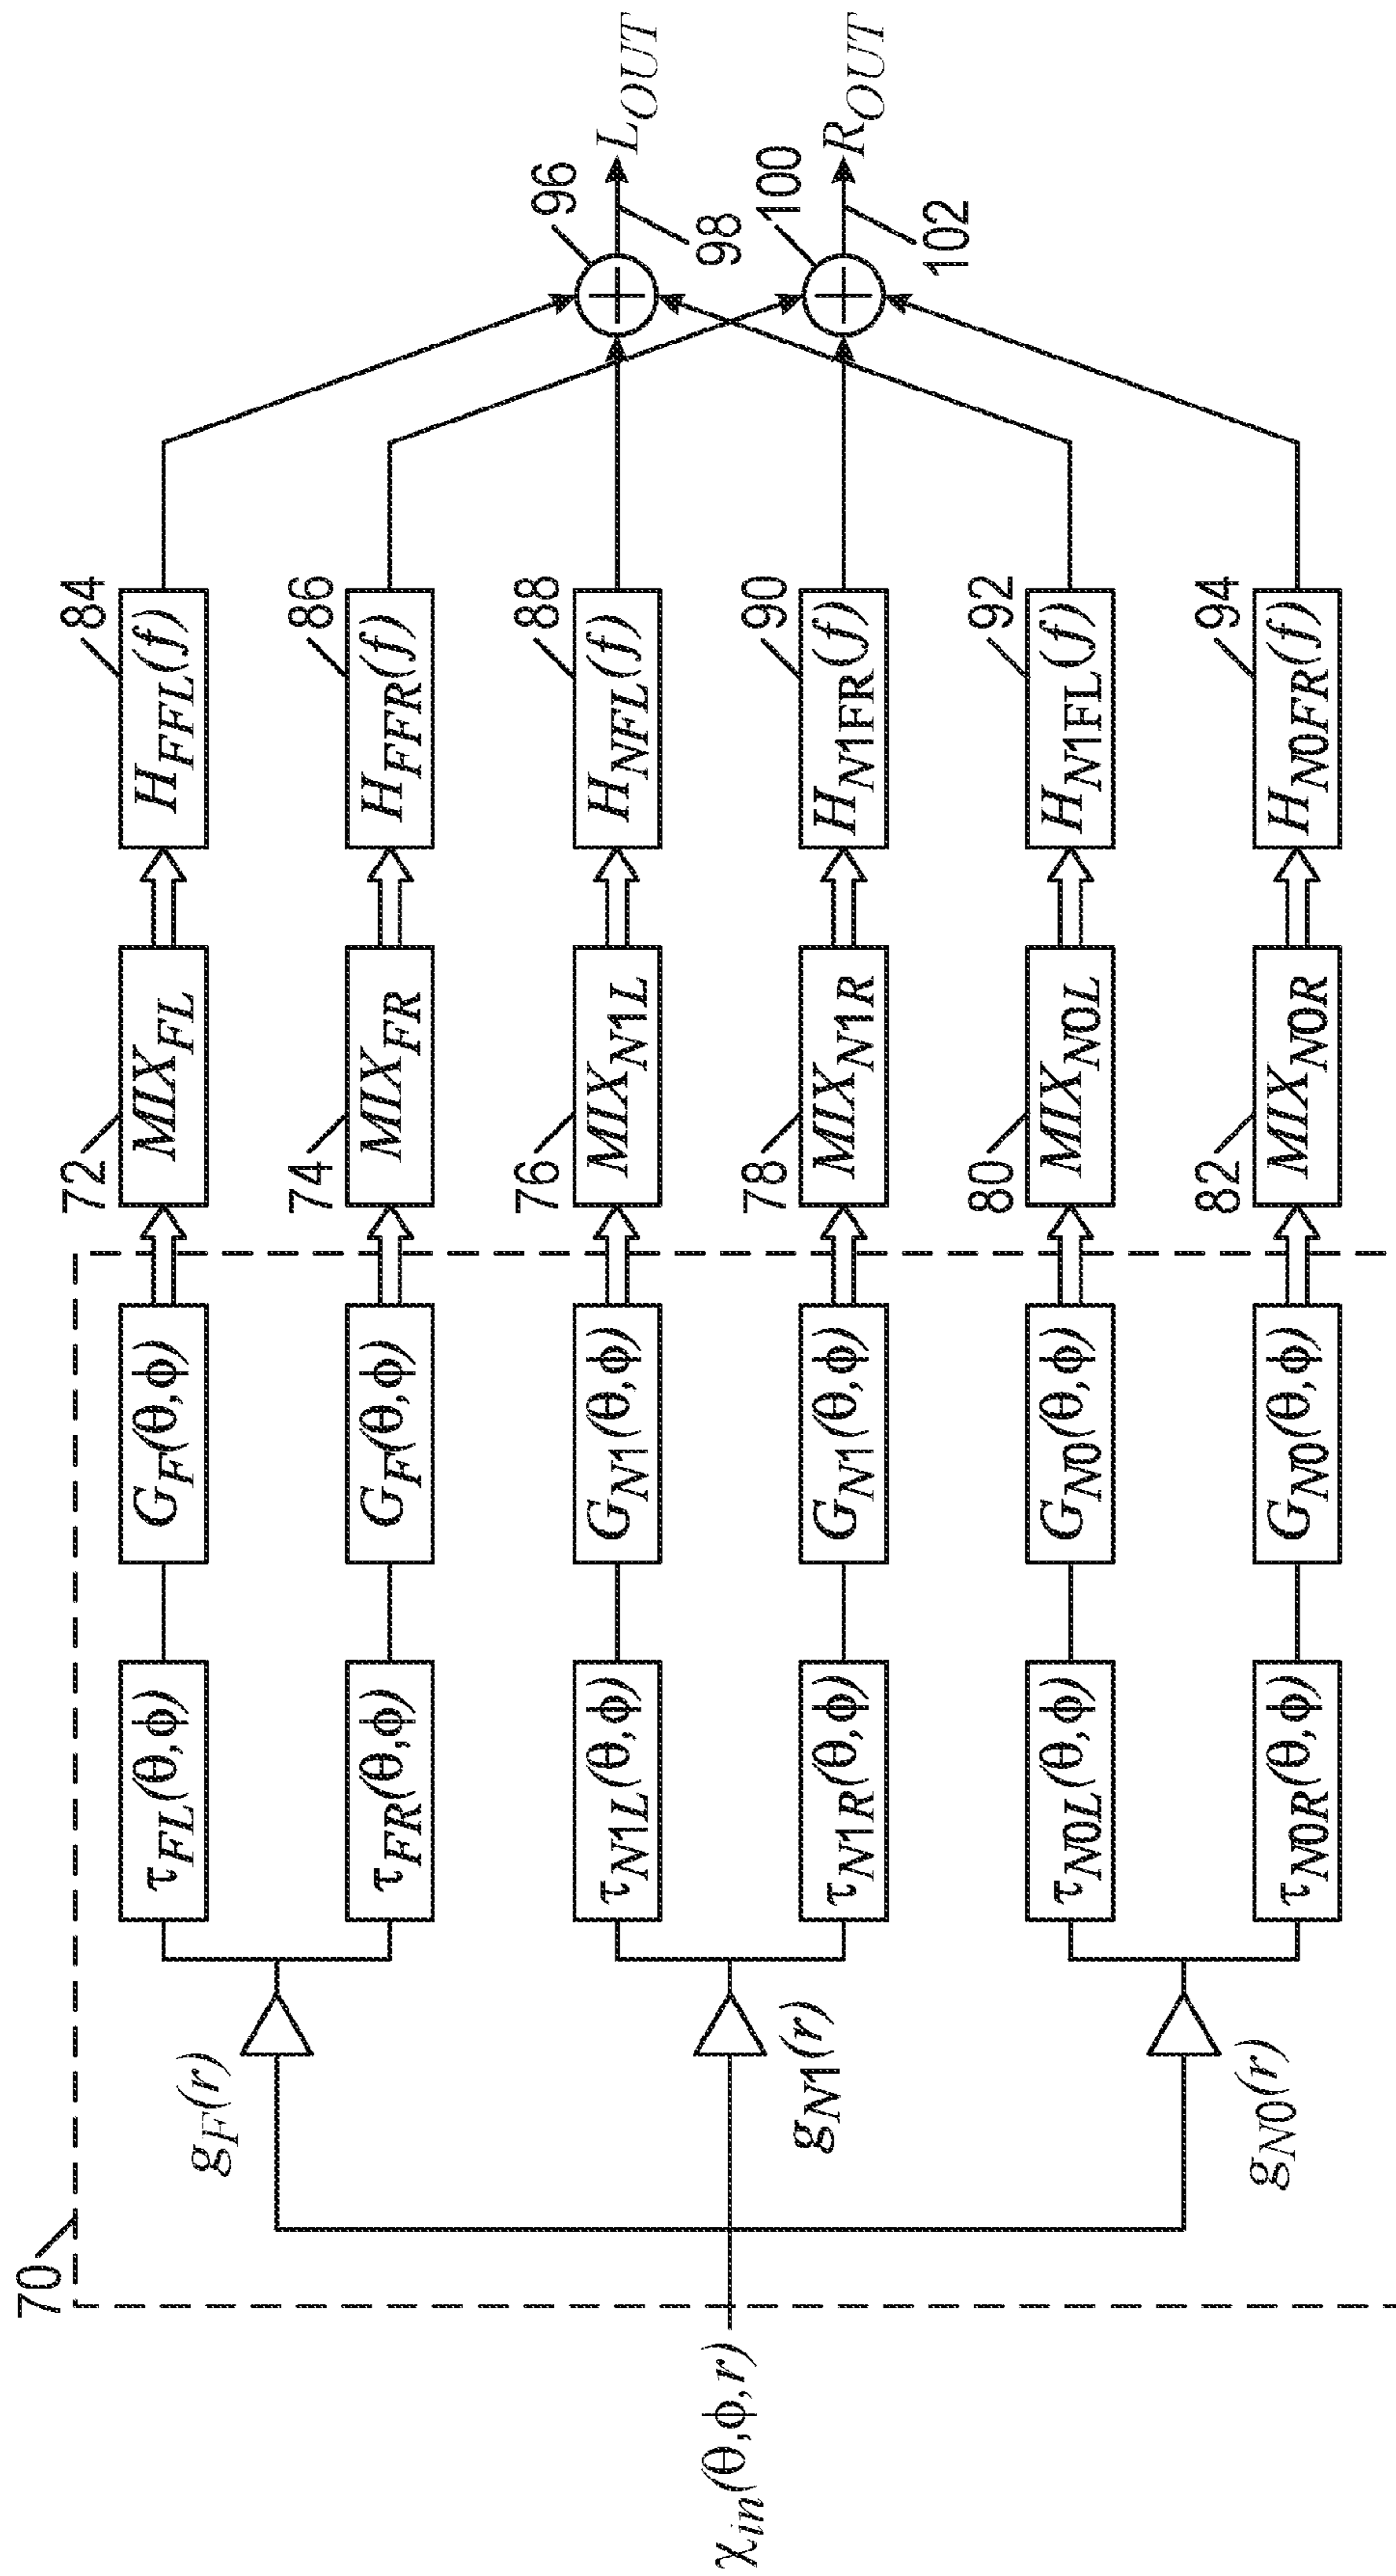 70
χin(θ,ϕ,r)
gF(r)
gN1(r)
gN0(r)
τFL(θ,ϕ)
GF(θ,ϕ)
72
MIXFL
84
HFFL(f)
τFR(θ,ϕ)
GF(θ,ϕ)
74
MIXFR
86
HFFR(f)
τN1L(θ,ϕ)
GN1(θ,ϕ)
76
MIXN1L
88
HNFL(f)
τN1R(θ,ϕ)
GN1(θ,ϕ)
78
MIXN1R
90
HN1FR(f)
τN0L(θ,ϕ)
GN0(θ,ϕ)
80
MIXN0L
92
HN1FL(f)
τN0R(θ,ϕ)
GN0(θ,ϕ)
82
MIXN0R
94
HN0FR(f)
96
98
LOUT
100
102
ROUT